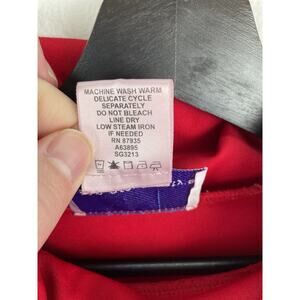 MACHINE WASH WARM
DELICATE CYCLE
SEPARATELY
DO NOT BLEACH
LINE DRY
LOW STEAM IRON
IF NEEDED
RN 87935
A63895
SG3213